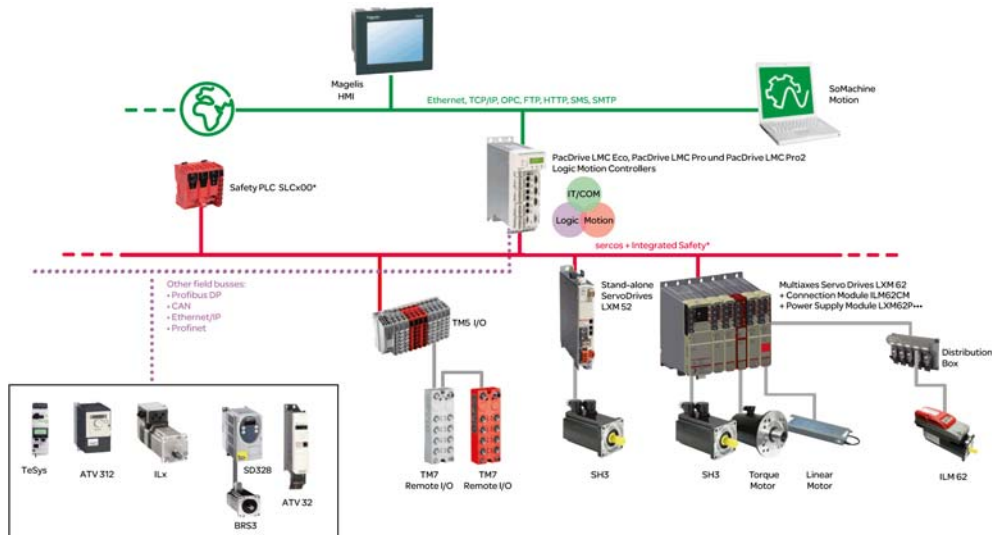 Magelis
HMI
Ethernet, TCP/IP, OPC, FTP, HTTP, SMS, SMTP
SoMachine
Motion
Safety PLC SLCx00*
PacDrive LMC Eco, PacDrive LMC Pro und PacDrive LMC Pro2
Logic Motion Controllers
IT/COM
Logic
Motion
sercos + Integrated Safety*
Other field busses:
• Profibus DP
• CAN
• Ethernet/IP
• Profinet
TM5 I/O
Stand-alone
ServoDrives
LXM 52
Multiaxes Servo Drives LXM 62
+ Connection Module ILM62CM
+ Power Supply Module LXM62P•••
Distribution
Box
TeSys
ATV 312
ILx
SD328
BRS3
ATV 32
TM7
Remote I/O
TM7
Remote I/O
SH3
SH3
Torque
Motor
Linear
Motor
ILM 62